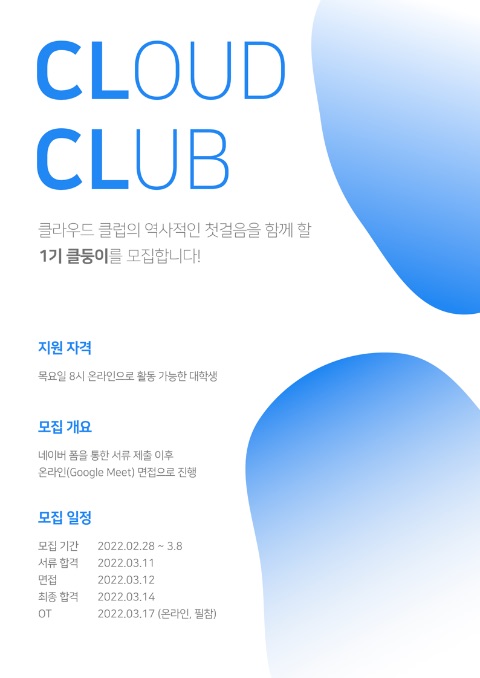 CLOUD
CLUB
클라우드 클럽의 역사적인 첫걸음을 함께 할
1기 클둥이를 모집합니다!
지원 자격
목요일 8시 온라인으로 활동 가능한 대학생
모집 개요
네이버 폼을 통한 서류 제출 이후
온라인(Google Meet) 면접으로 진행
모집 일정
모집 기간 2022.02.28 ~ 3.8
서류 합격 2022.03.11
면접 2022.03.12
최종 합격 2022.03.14
OT 2022.03.17 (온라인, 필참)